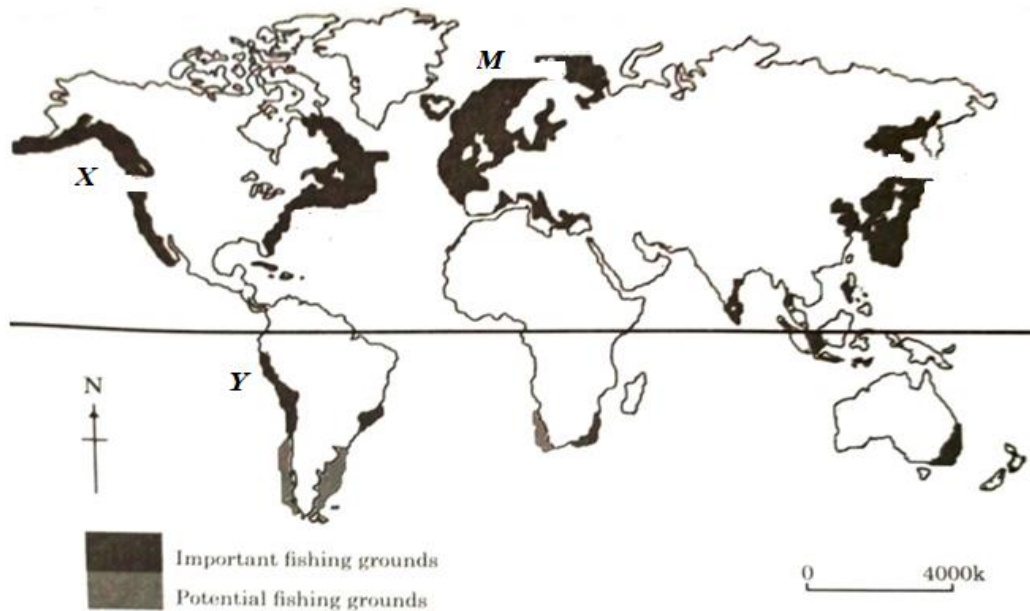 M
X
Y
N
Important fishing grounds
Potential fishing grounds
0 4000k